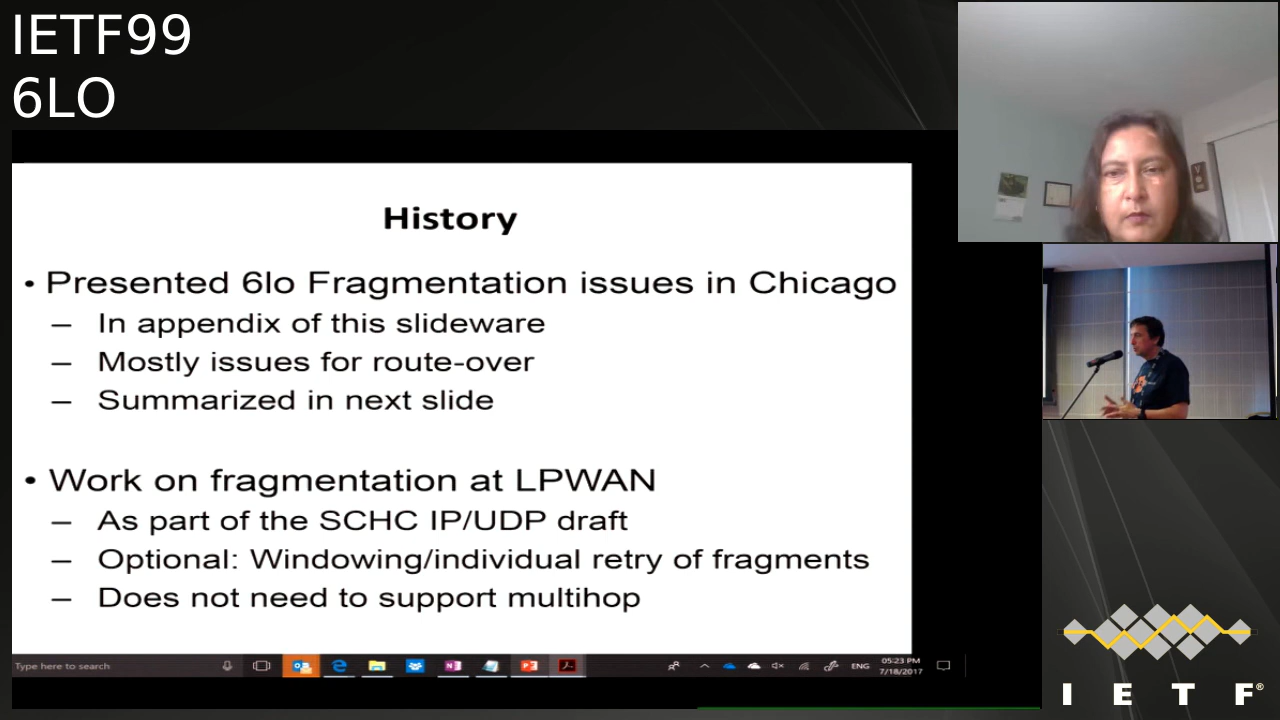 IETF99
6LO
History
• Presented 6lo Fragmentation issues in Chicago
– In appendix of this slideware
– Mostly issues for route-over
– Summarized in next slide
• Work on fragmentation at LPWAN
– As part of the SCHC IP/UDP draft
– Optional: Windowing/individual retry of fragments
– Does not need to support multihop
Type here to search
ENG
05:23 PM
7/18/2017
I E T F®